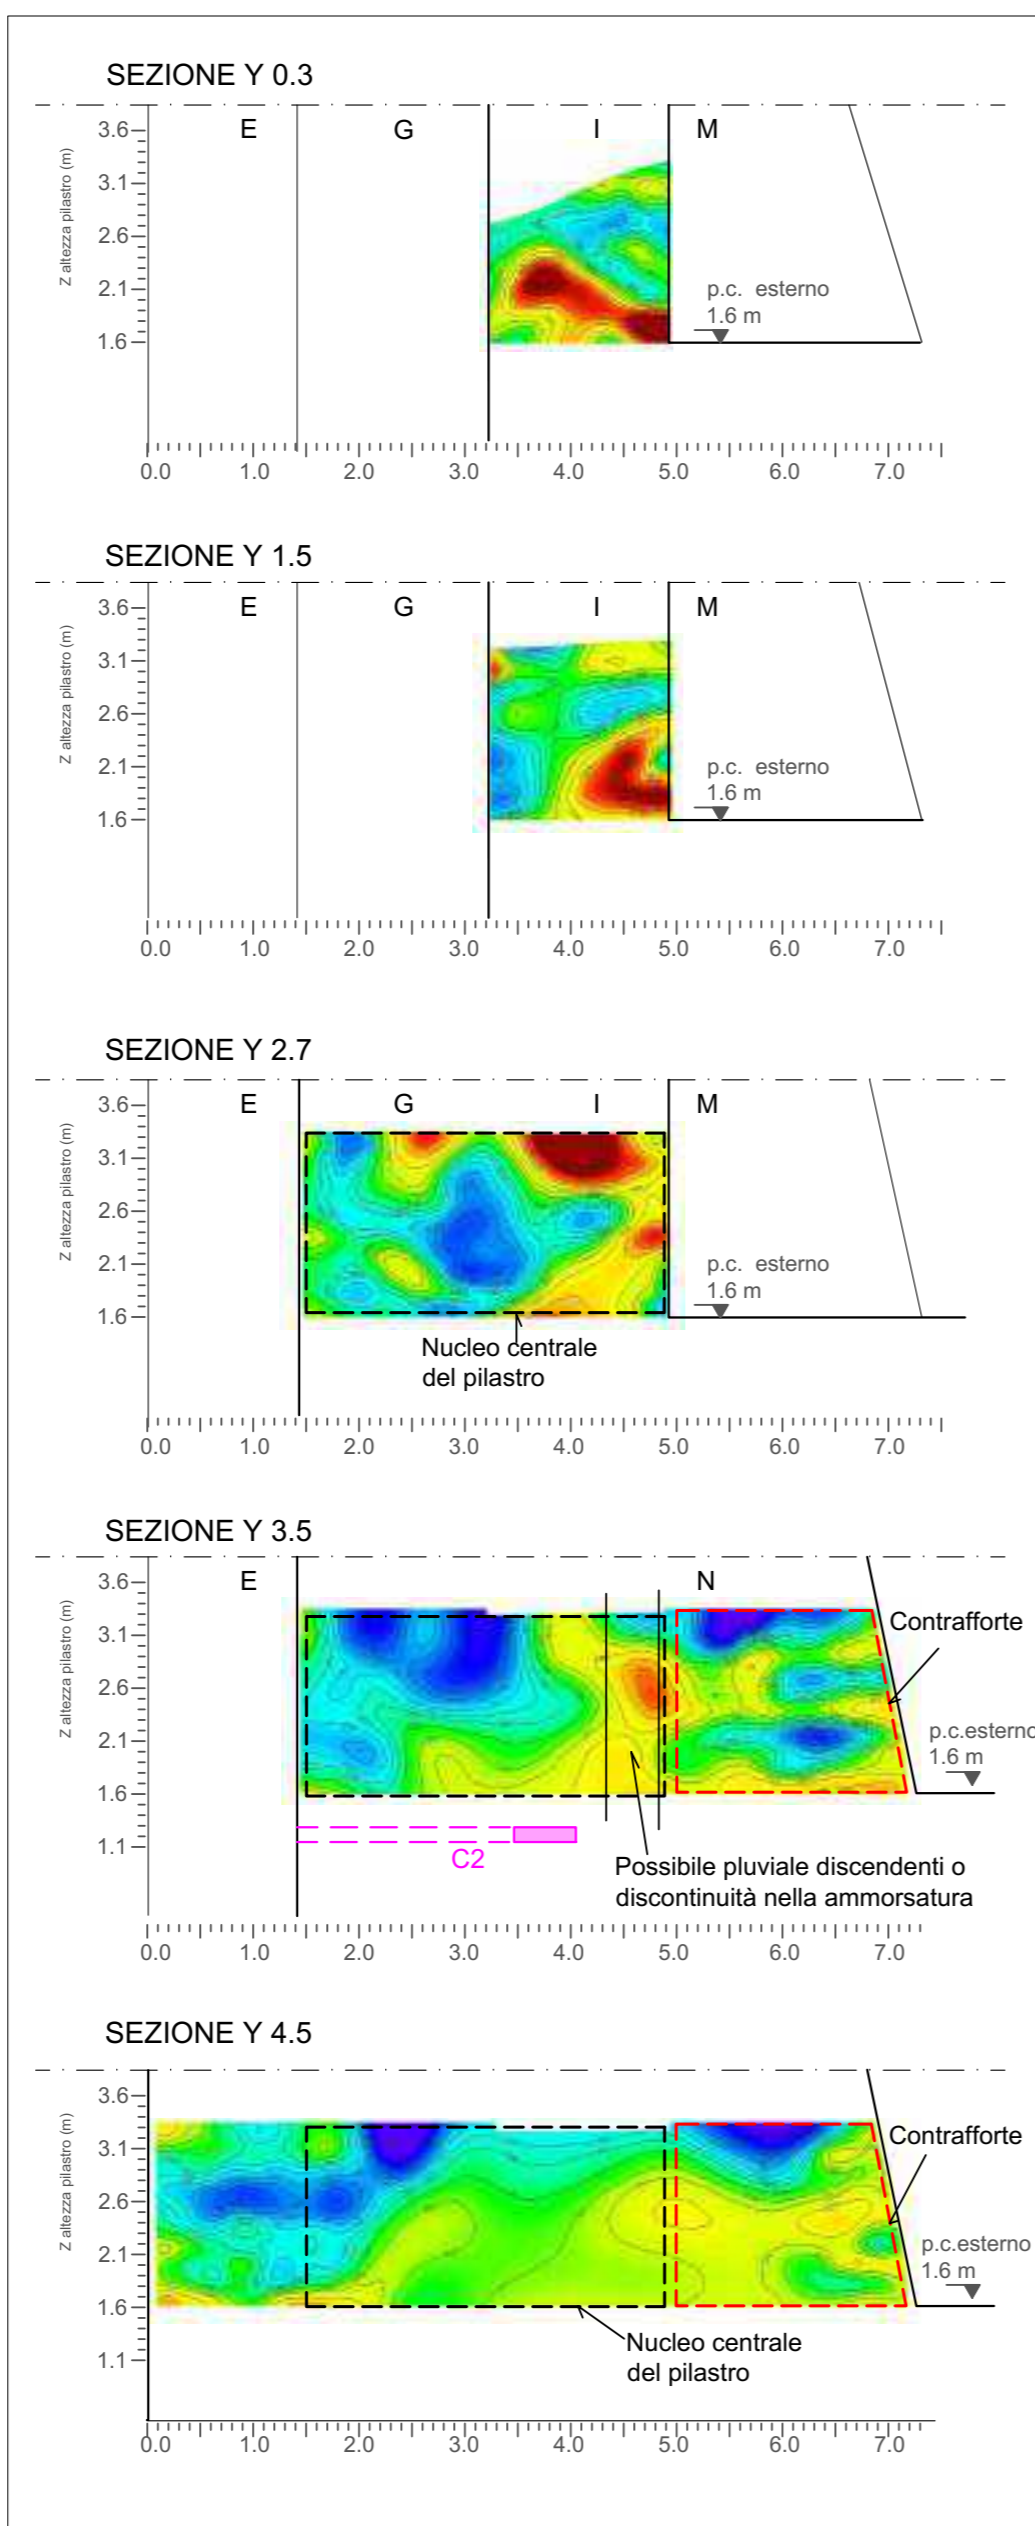 SEZIONE Y 0.3
E G I M
Z altezza pilastro (m)
3.6
3.1
2.6
2.1
1.6
p.c. esterno
1.6 m
0.0 1.0 2.0 3.0 4.0 5.0 6.0 7.0
SEZIONE Y 1.5
E G I M
Z altezza pilastro (m)
3.6
3.1
2.6
2.1
1.6
p.c. esterno
1.6 m
0.0 1.0 2.0 3.0 4.0 5.0 6.0 7.0
SEZIONE Y 2.7
E G I M
Z altezza pilastro (m)
3.6
3.1
2.6
2.1
1.6
p.c. esterno
1.6 m
Nucleo centrale
del pilastro
0.0 1.0 2.0 3.0 4.0 5.0 6.0 7.0
SEZIONE Y 3.5
E N
Z altezza pilastro (m)
3.6
3.1
2.6
2.1
1.6
1.1
Contrafforte
p.c.esterno
1.6 m
C2
Possibile pluviale discendenti o
discontinuità nella ammorsatura
0.0 1.0 2.0 3.0 4.0 5.0 6.0 7.0
SEZIONE Y 4.5
Z altezza pilastro (m)
3.6
3.1
2.6
2.1
1.6
1.1
Contrafforte
p.c.esterno
1.6 m
Nucleo centrale
del pilastro
0.0 1.0 2.0 3.0 4.0 5.0 6.0 7.0